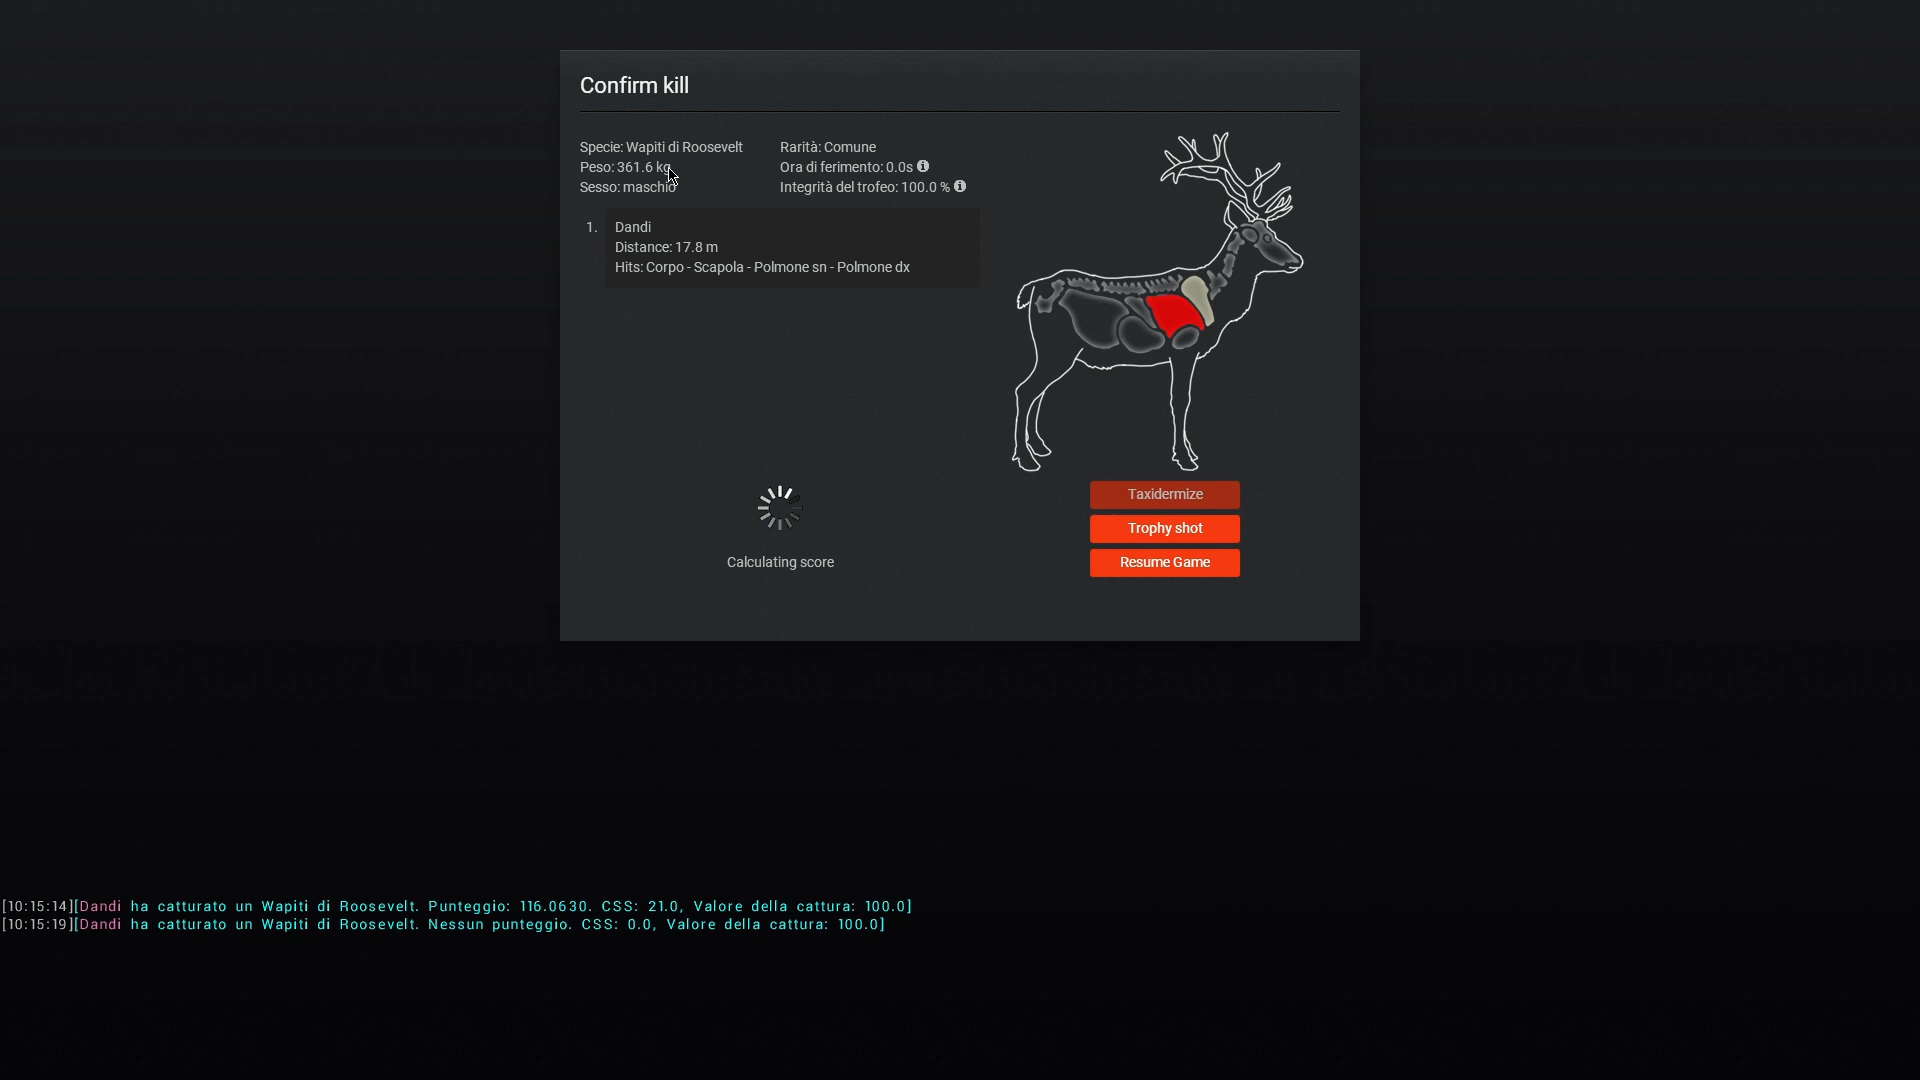 Confirm kill
Specie: Wapiti di Roosevelt
Peso: 361.6 kg
Sesso: maschio
Rarità: Comune
Ora di ferimento: 0.0s
Integrità del trofeo: 100.0 %
1.
Dandi
Distance: 17.8 m
Hits: Corpo - Scapola - Polmone sn - Polmone dx
Calculating score
Taxidermize
Trophy shot
Resume Game
[10:15:14][Dandi ha catturato un Wapiti di Roosevelt. Punteggio: 116.0630. CSS: 21.0, Valore della cattura: 100.0]
[10:15:19][Dandi ha catturato un Wapiti di Roosevelt. Nessun punteggio. CSS: 0.0, Valore della cattura: 100.0]